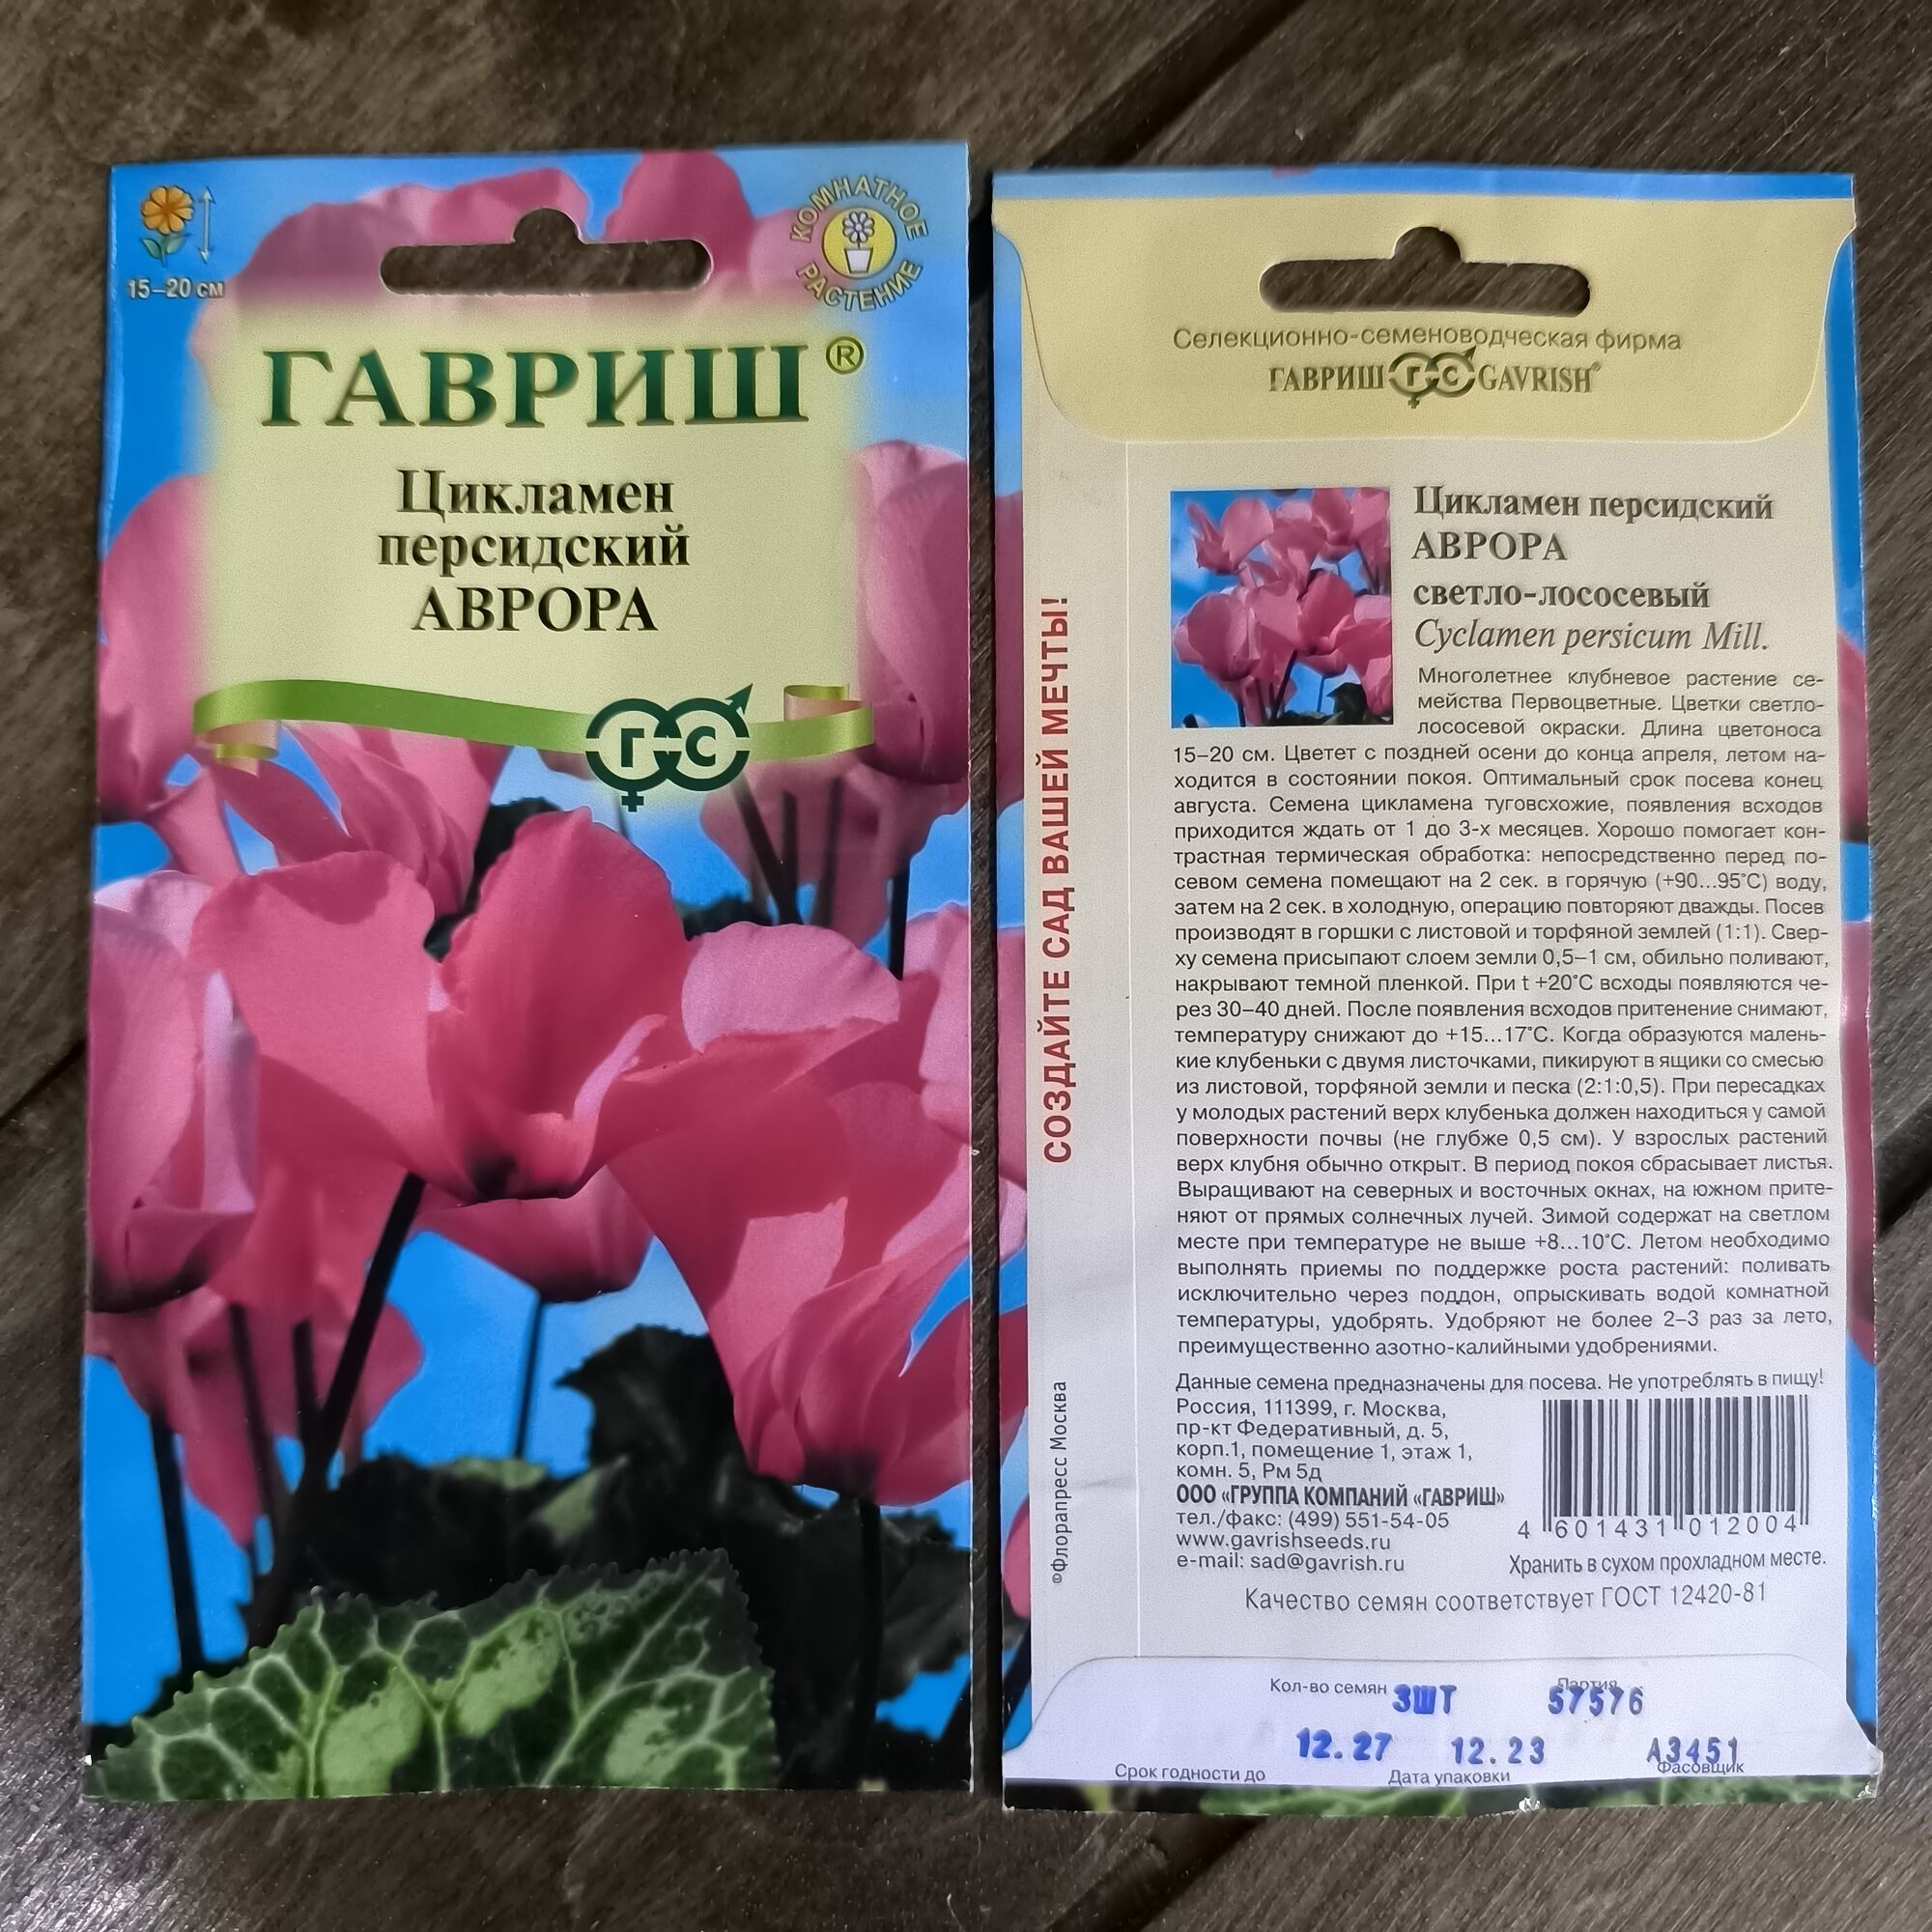 15–20 см
КОМНАТНОЕ РАСТЕНИЕ
ГАВРИШ®
Цикламен
персидский
АВРОРА
Г С
Селекционно-семеноводческая фирма
ГАВРИШ ГС GAVRISH®
СОЗДАЙТЕ САД ВАШЕЙ МЕЧТЫ!
©Флорапресс Москва
Цикламен персидский
АВРОРА
светло-лососевый
Cyclamen persicum Mill.
Многолетнее клубневое растение се-
мейства Первоцветные. Цветки светло-
лососевой окраски. Длина цветоноса
15–20 см. Цветет с поздней осени до конца апреля, летом на-
ходится в состоянии покоя. Оптимальный срок посева конец
августа. Семена цикламена туговсхожие, появления всходов
приходится ждать от 1 до 3-х месяцев. Хорошо помогает кон-
трастная термическая обработка: непосредственно перед по-
севом семена помещают на 2 сек. в горячую (+90...95°С) воду,
затем на 2 сек. в холодную, операцию повторяют дважды. Посев
производят в горшки с листовой и торфяной землей (1:1). Свер-
ху семена присыпают слоем земли 0,5–1 см, обильно поливают,
накрывают темной пленкой. При t +20°С всходы появляются че-
рез 30–40 дней. После появления всходов притенение снимают,
температуру снижают до +15...17°С. Когда образуются малень-
кие клубеньки с двумя листочками, пикируют в ящики со смесью
из листовой, торфяной земли и песка (2:1:0,5). При пересадках
у молодых растений верх клубенька должен находиться у самой
поверхности почвы (не глубже 0,5 см). У взрослых растений
верх клубня обычно открыт. В период покоя сбрасывает листья.
Выращивают на северных и восточных окнах, на южном прите-
няют от прямых солнечных лучей. Зимой содержат на светлом
месте при температуре не выше +8...10°С. Летом необходимо
выполнять приемы по поддержке роста растений: поливать
исключительно через поддон, опрыскивать водой комнатной
температуры, удобрять. Удобряют не более 2–3 раз за лето,
преимущественно азотно-калийными удобрениями.
Данные семена предназначены для посева. Не употреблять в пищу!
Россия, 111399, г. Москва,
пр-кт Федеративный, д. 5,
корп.1, помещение 1, этаж 1,
комн. 5, Рм 5д
ООО «ГРУППА КОМПАНИЙ «ГАВРИШ»
тел./факс: (499) 551-54-05
www.gavrishseeds.ru
e-mail: sad@gavrish.ru
4 601431 012004
Хранить в сухом прохладном месте.
Качество семян соответствует ГОСТ 12420-81
Кол-во семян 3ШТ Партия 57576
12.27 12.23 А3451
Срок годности до Дата упаковки Фасовщик